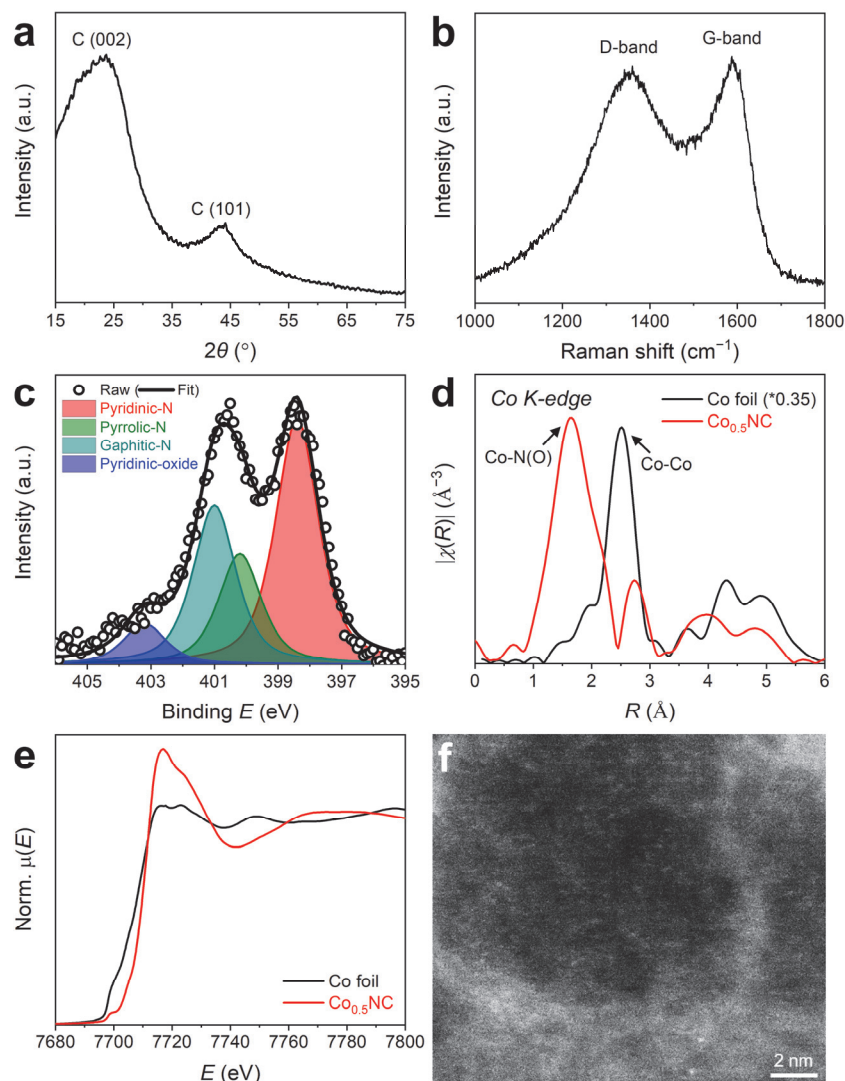 a
C (002)
C (101)
Intensity (a.u.)
15 25 35 45 55 65 75
2θ (°)
b
D-band
G-band
Intensity (a.u.)
1000 1200 1400 1600 1800
Raman shift (cm⁻¹)
c
Raw ( Fit)
Pyridinic-N
Pyrrolic-N
Gaphitic-N
Pyridinic-oxide
Intensity (a.u.)
405 403 401 399 397 395
Binding E (eV)
d
Co K-edge
Co foil (*0.35)
Co₀.₅NC
Co-N(O)
Co-Co
|χ(R)| (Å⁻³)
0 1 2 3 4 5 6
R (Å)
e
Norm. μ(E)
Co foil
Co₀.₅NC
7680 7700 7720 7740 7760 7780 7800
E (eV)
f
2 nm